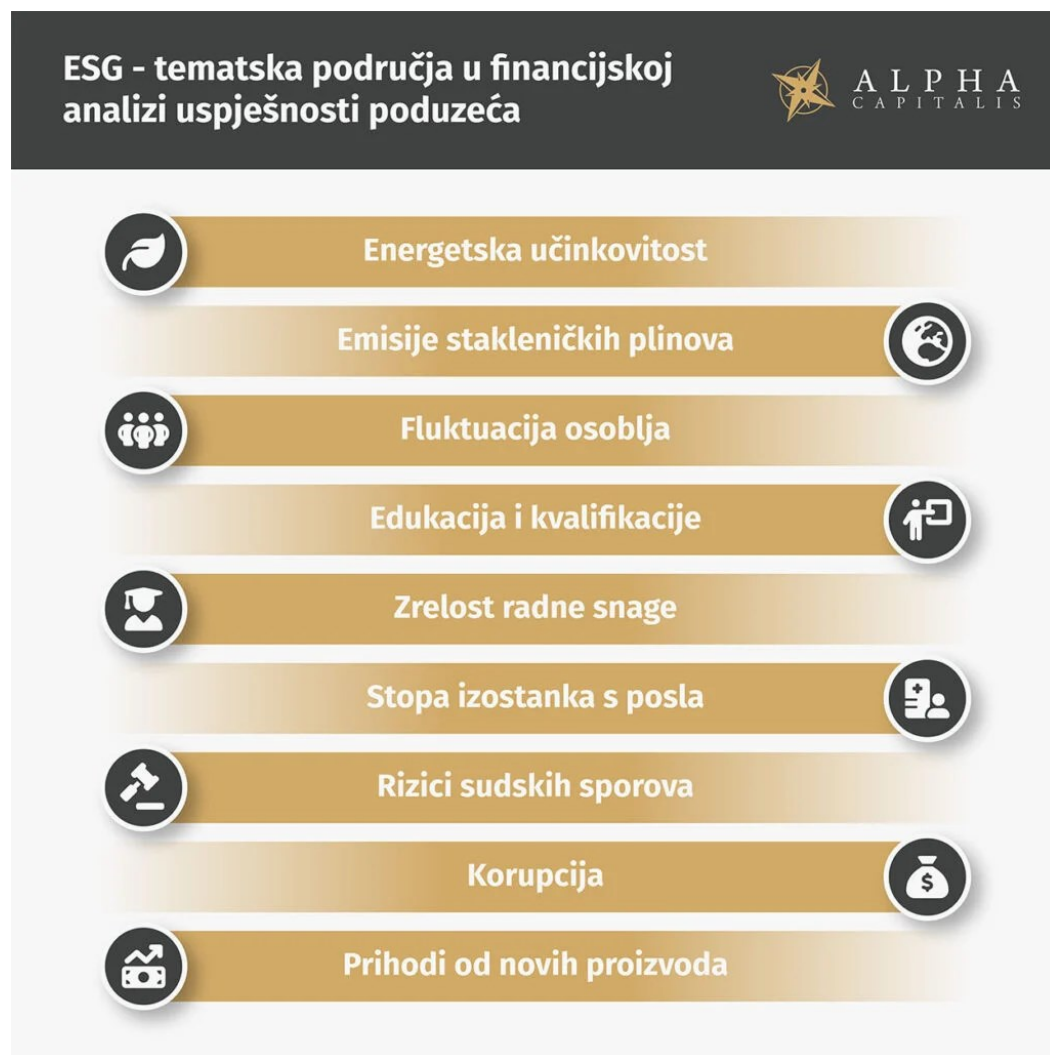 ESG - tematska područja u financijskoj
analizi uspješnosti poduzeća
ALPHA
CAPITALIS
Energetska učinkovitost
Emisije stakleničkih plinova
Fluktuacija osoblja
Edukacija i kvalifikacije
Zrelost radne snage
Stopa izostanka s posla
Rizici sudskih sporova
Korupcija
$
Prihodi od novih proizvoda